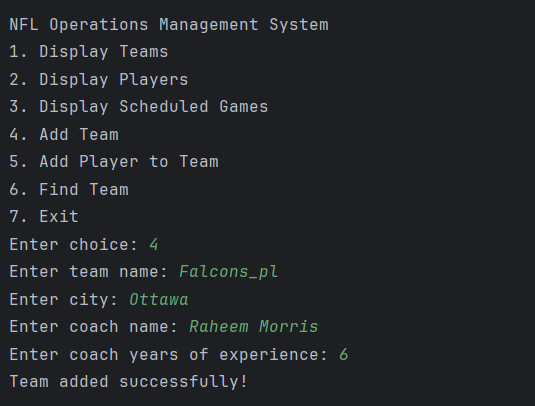 NFL Operations Management System
1. Display Teams
2. Display Players
3. Display Scheduled Games
4. Add Team
5. Add Player to Team
6. Find Team
7. Exit
Enter choice: 4
Enter team name: Falcons_pl
Enter city: Ottawa
Enter coach name: Raheem Morris
Enter coach years of experience: 6
Team added successfully!